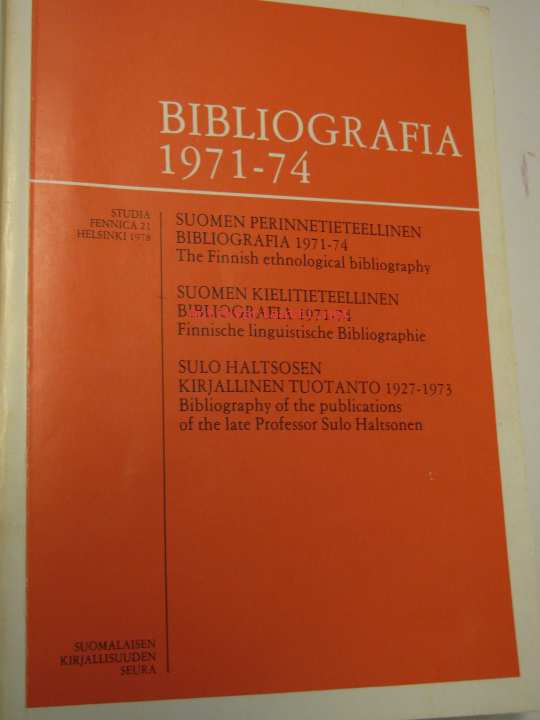 BIBLIOGRAFIA
1971-74
STUDIA
FENNICA 21
HELSINKI 1978
SUOMEN PERINNETIETEELLINEN
BIBLIOGRAFIA 1971-74
The Finnish ethnological bibliography
SUOMEN KIELITIETEELLINEN
BIBLIOGRAFIA 1971-74
Finnische linguistische Bibliographie
SULO HALTSOSEN
KIRJALLINEN TUOTANTO 1927-1973
Bibliography of the publications
of the late Professor Sulo Haltsonen
SUOMALAISEN
KIRJALLISUUDEN
SEURA